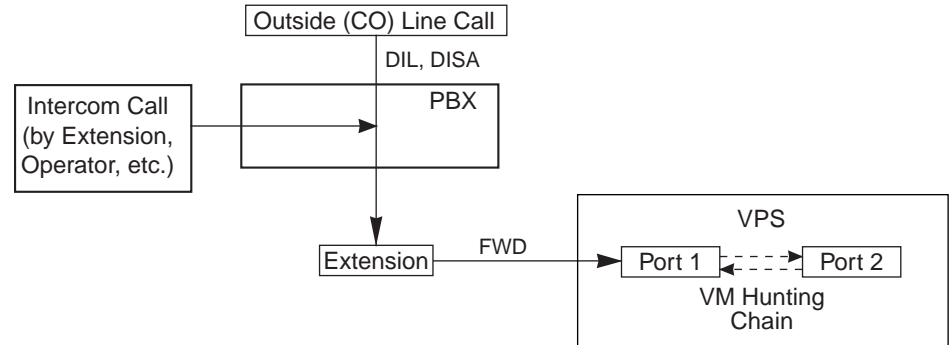 Outside (CO) Line Call
DIL, DISA
PBX
Intercom Call
(by Extension,
Operator, etc.)
VPS
Extension
FWD
Port 1
Port 2
VM Hunting
Chain